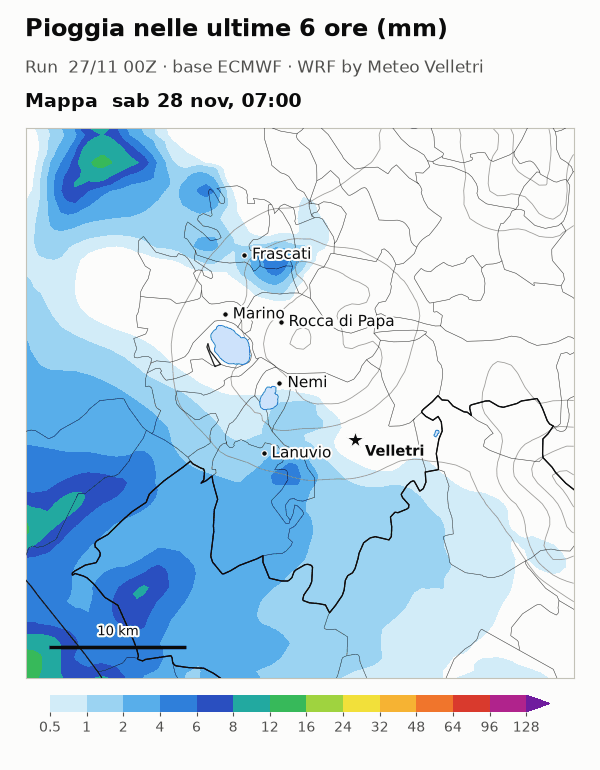 Pioggia nelle ultime 6 ore (mm)
Run 27/11 00Z · base ECMWF · WRF by Meteo Velletri
Mappa sab 28 nov, 07:00
Frascati
Marino
Rocca di Papa
Nemi
Velletri
Lanuvio
10 km
0.5 1 2 4 6 8 12 16 24 32 48 64 96 128